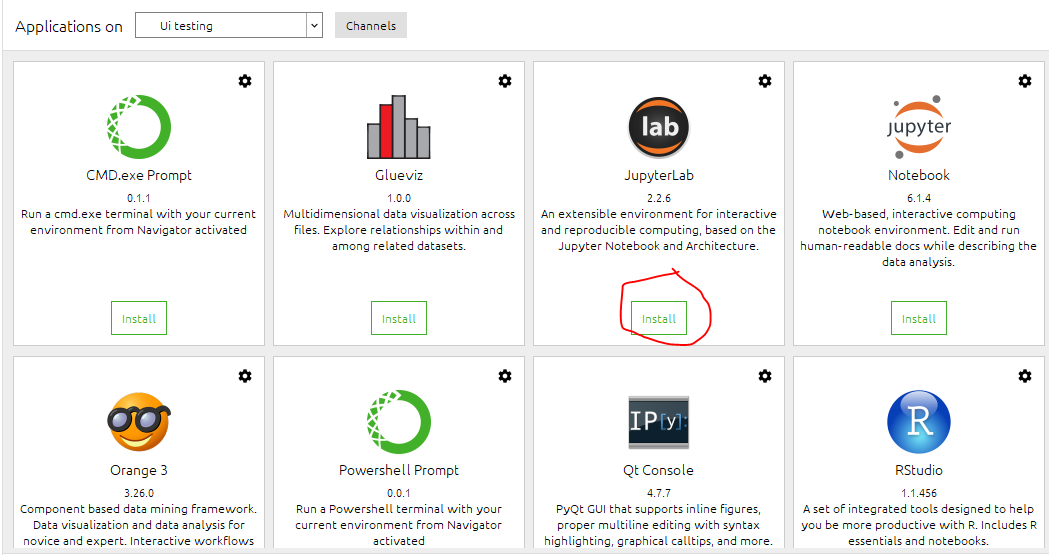 Applications on Ui testing Channels
CMD.exe Prompt
0.1.1
Run a cmd.exe terminal with your current
environment from Navigator activated
Install
Glueviz
1.0.0
Multidimensional data visualization across
files. Explore relationships within and
among related datasets.
Install
lab
JupyterLab
2.2.6
An extensible environment for interactive
and reproducible computing, based on the
Jupyter Notebook and Architecture.
Install
jupyter
Notebook
6.1.4
Web-based, interactive computing
notebook environment. Edit and run
human-readable docs while describing the
data analysis.
Install
Orange 3
3.26.0
Component based data mining framework.
Data visualization and data analysis for
novice and expert. Interactive workflows
Powershell Prompt
0.0.1
Run a Powershell terminal with your
current environment from Navigator
activated
IP[y]:
Qt Console
4.7.7
PyQt GUI that supports inline figures,
proper multiline editing with syntax
highlighting, graphical calltips, and more.
R
RStudio
1.1.456
A set of integrated tools designed to help
you be more productive with R. Includes R
essentials and notebooks.